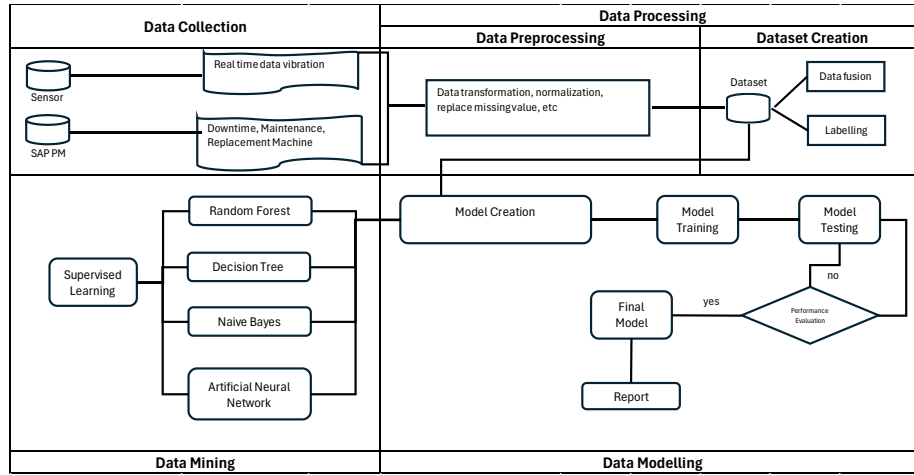 Data Collection
Data Processing
Data Preprocessing
Dataset Creation
Sensor
Real time data vibration
SAP PM
Downtime, Maintenance,
Replacement Machine
Data transformation, normalization,
replace missing value, etc
Dataset
Data fusion
Labelling
Supervised
Learning
Random Forest
Decision Tree
Naive Bayes
Artificial Neural
Network
Model Creation
Model
Training
Model
Testing
no
Performance
Evaluation
yes
Final
Model
Report
Data Mining
Data Modelling